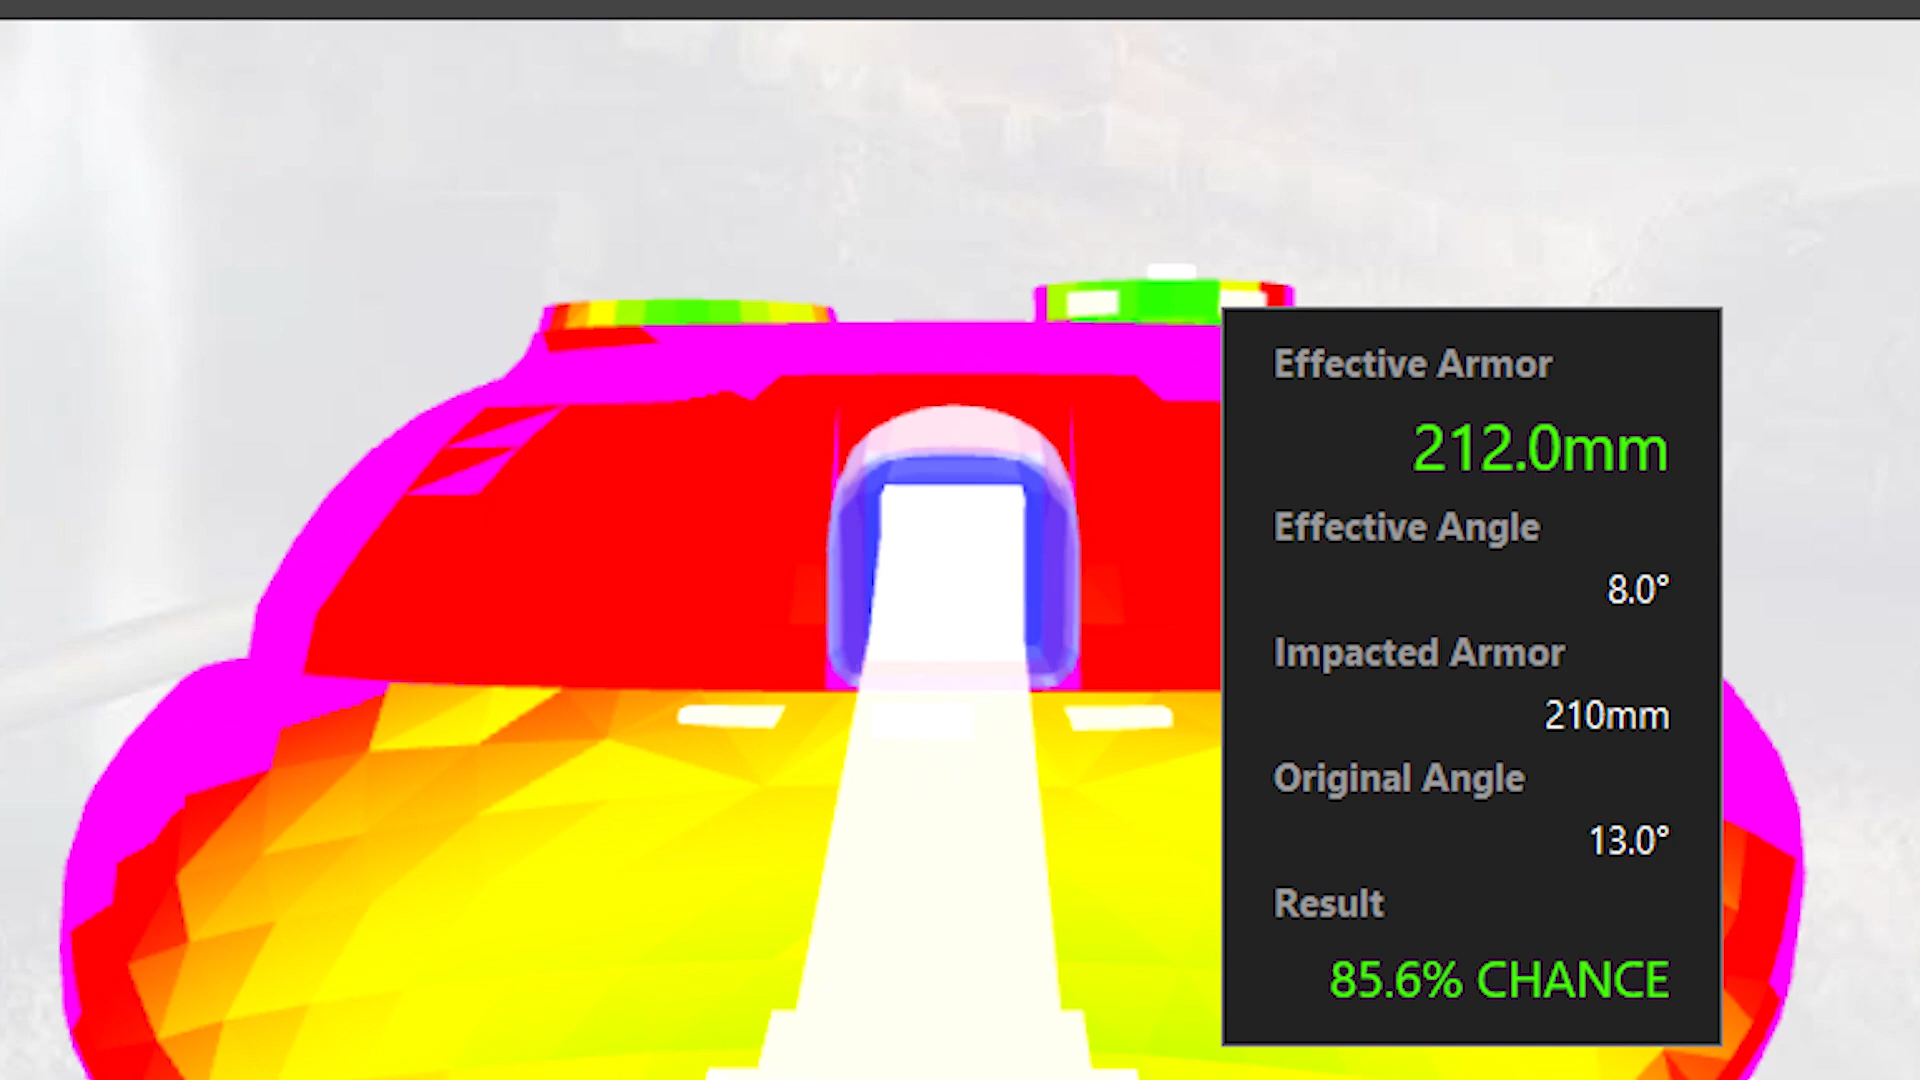 Effective Armor
212.0mm
Effective Angle
8.0°
Impacted Armor
210mm
Original Angle
13.0°
Result
85.6% CHANCE